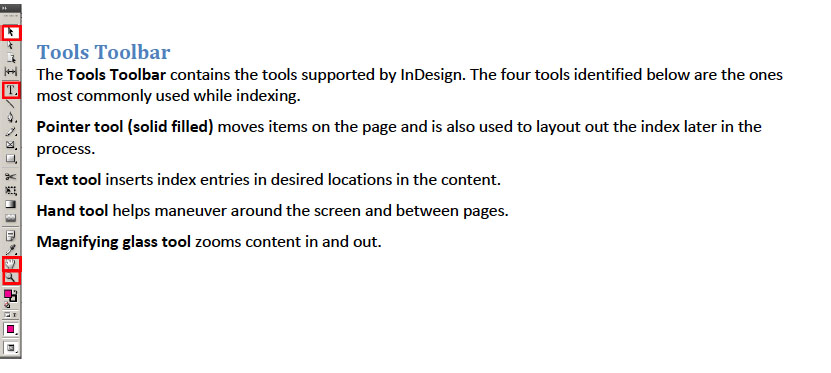 Tools Toolbar
The Tools Toolbar contains the tools supported by InDesign. The four tools identified below are the ones
most commonly used while indexing.
Pointer tool (solid filled) moves items on the page and is also used to layout out the index later in the
process.
Text tool inserts index entries in desired locations in the content.
Hand tool helps maneuver around the screen and between pages.
Magnifying glass tool zooms content in and out.